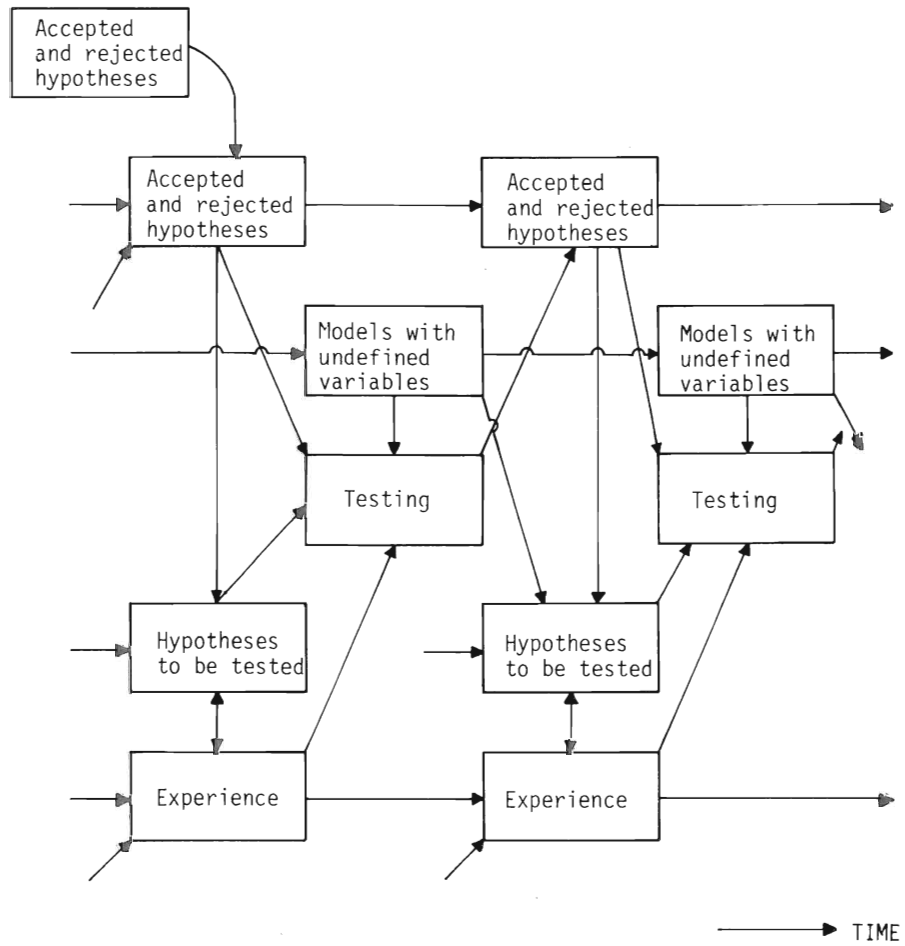 Accepted
and rejected
hypotheses
Accepted
and rejected
hypotheses
Accepted
and rejected
hypotheses
Models with
undefined
variables
Models with
undefined
variables
Testing
Testing
Hypotheses
to be tested
Hypotheses
to be tested
Experience
Experience
TIME